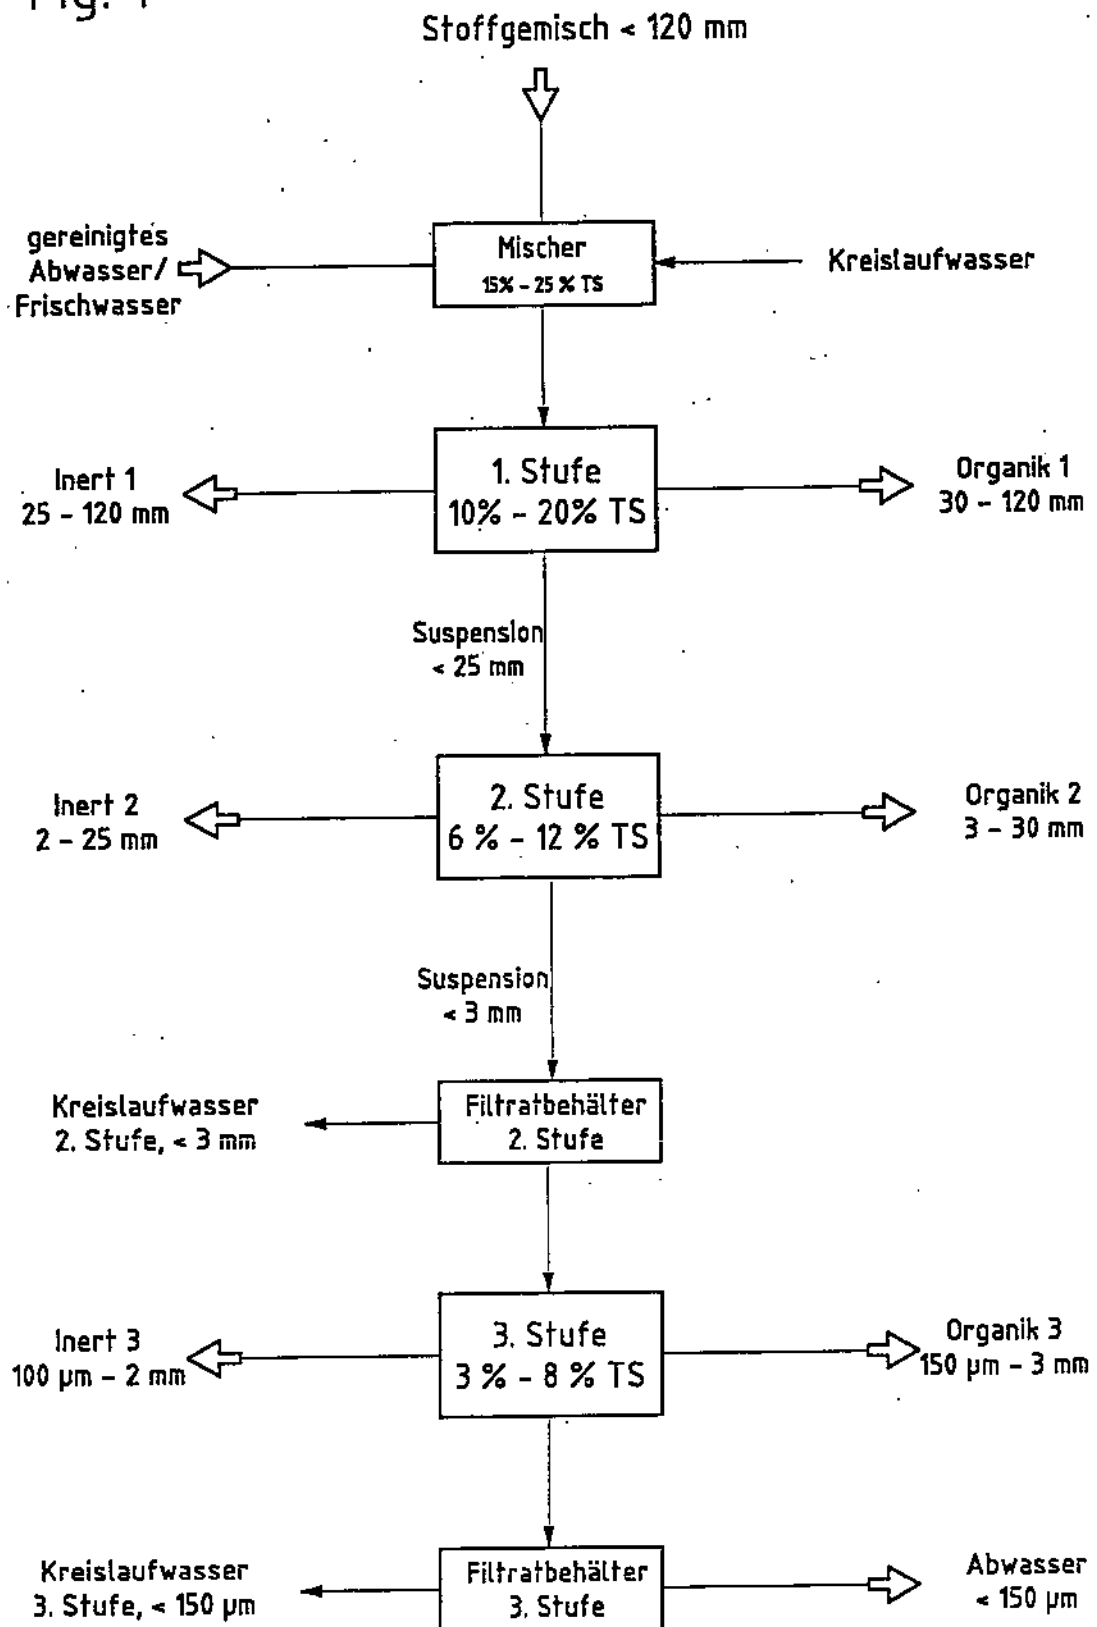 Fig. 1
Stoffgemisch < 120 mm
gereinigtes
Abwasser/
Frischwasser
Mischer
15% - 25 % TS
Kreislaufwasser
Inert 1
25 - 120 mm
1. Stufe
10% - 20% TS
Organik 1
30 - 120 mm
Suspension
< 25 mm
Inert 2
2 - 25 mm
2. Stufe
6 % - 12 % TS
Organik 2
3 - 30 mm
Suspension
< 3 mm
Kreislaufwasser
2. Stufe, < 3 mm
Filtratbehälter
2. Stufe
Inert 3
100 µm - 2 mm
3. Stufe
3 % - 8 % TS
Organik 3
150 µm - 3 mm
Kreislaufwasser
3. Stufe, < 150 µm
Filtratbehälter
3. Stufe
Abwasser
< 150 µm